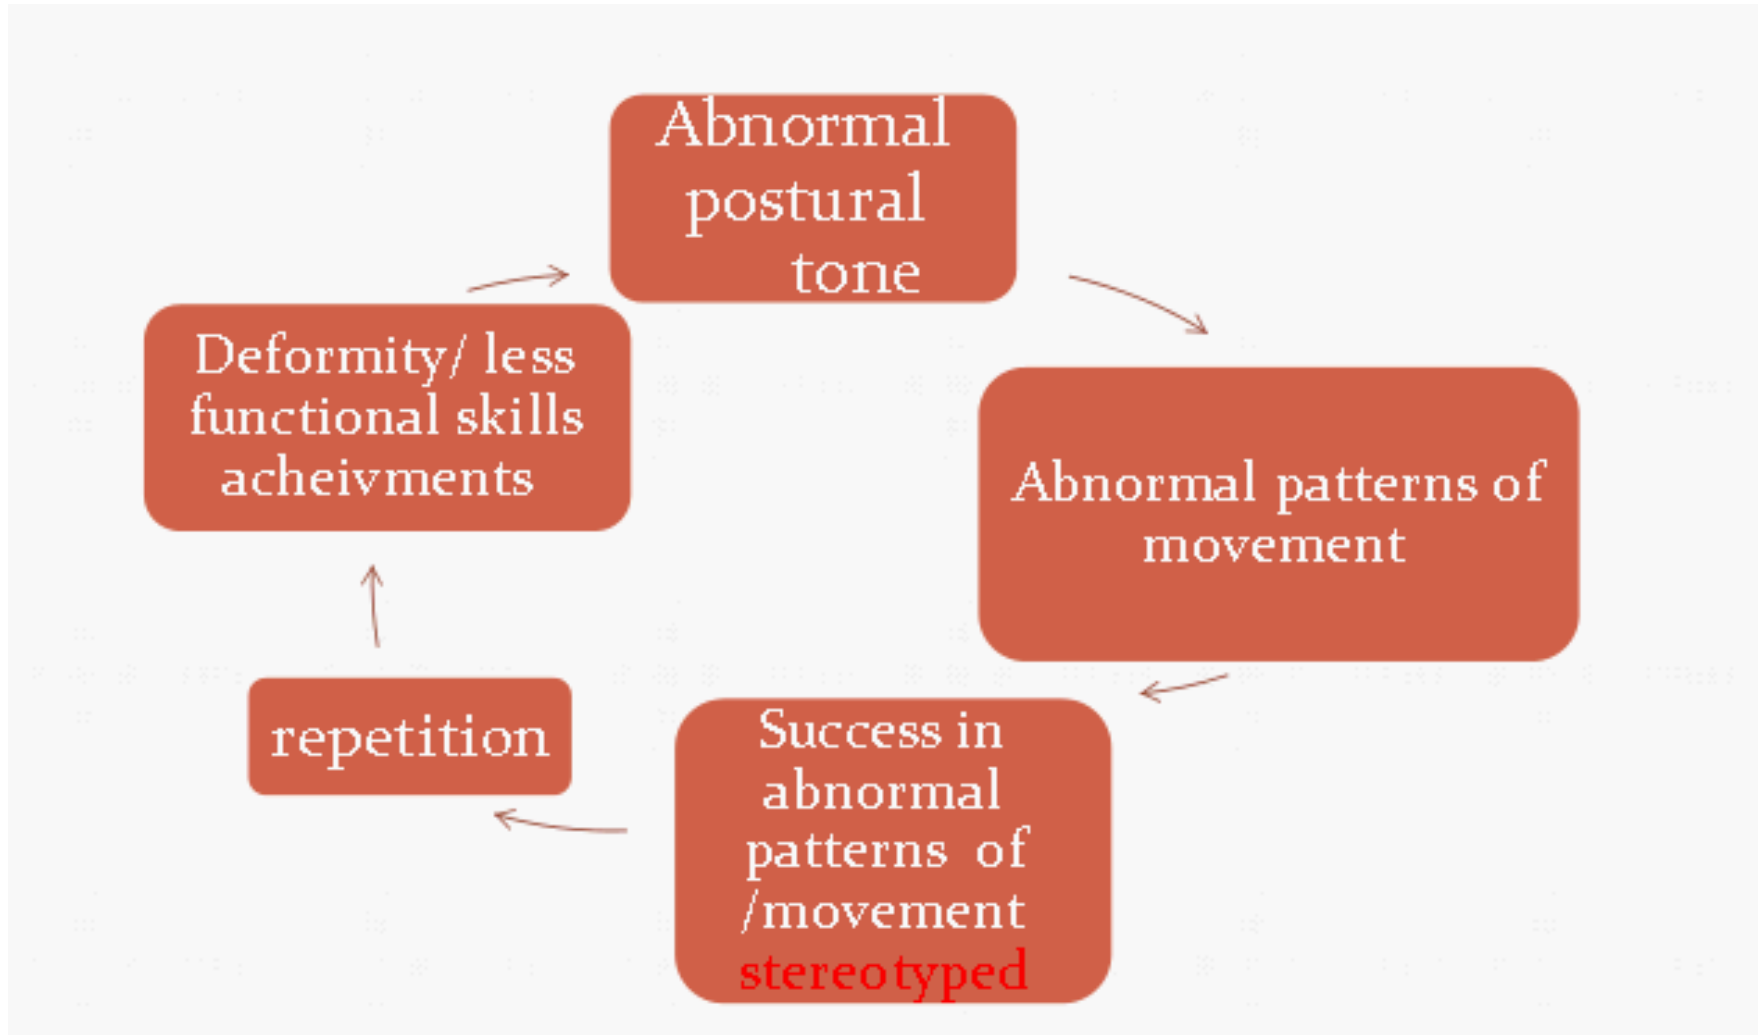 Abnormal
postural
tone
Abnormal patterns of
movement
Success in
abnormal
patterns of
/movement
stereotyped
repetition
Deformity/ less
functional skills
acheivments